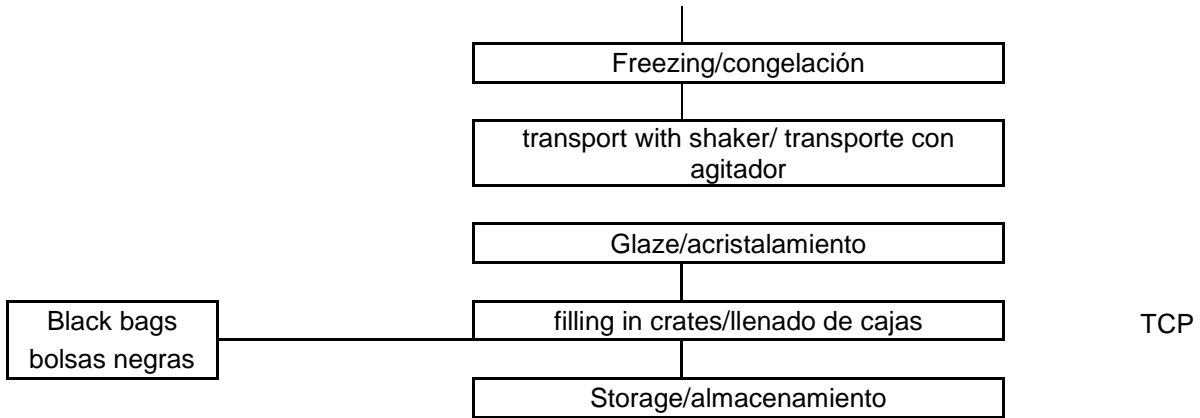 Freezing/congelación
transport with shaker/ transporte con
agitador
Glaze/acristalamiento
Black bags
bolsas negras
filling in crates/llenado de cajas
TCP
Storage/almacenamiento